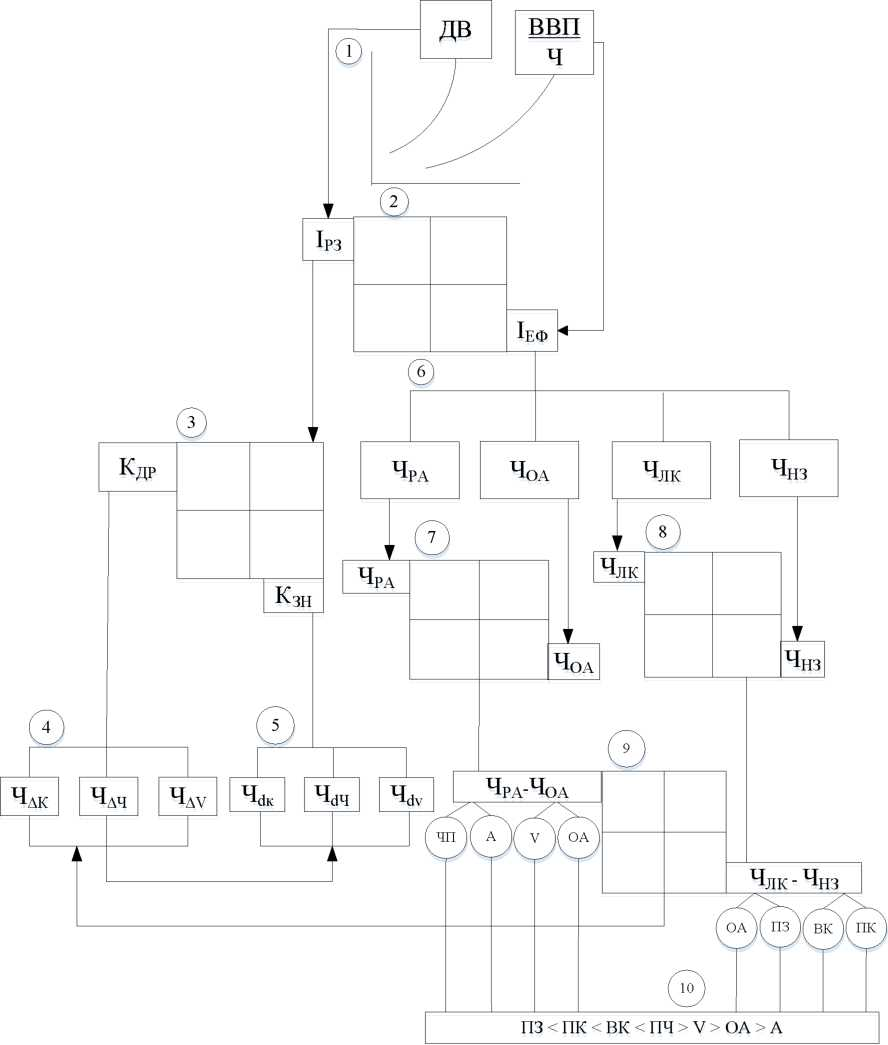 ДВ
ВВП
Ч
1
2
IРЗ
IЕФ
6
3
КДР
ЧРА
ЧОА
ЧЛК
ЧНЗ
7
8
ЧРА
ЧЛК
КЗН
ЧОА
ЧНЗ
4
5
9
ЧΔК
ЧΔЧ
ЧΔV
Чdк
ЧdЧ
Чdv
ЧРА-ЧОА
ЧП
А
V
ОА
ЧЛК - ЧНЗ
ОА
ПЗ
ВК
ПК
10
ПЗ < ПК < ВК < ПЧ > V > ОА > А